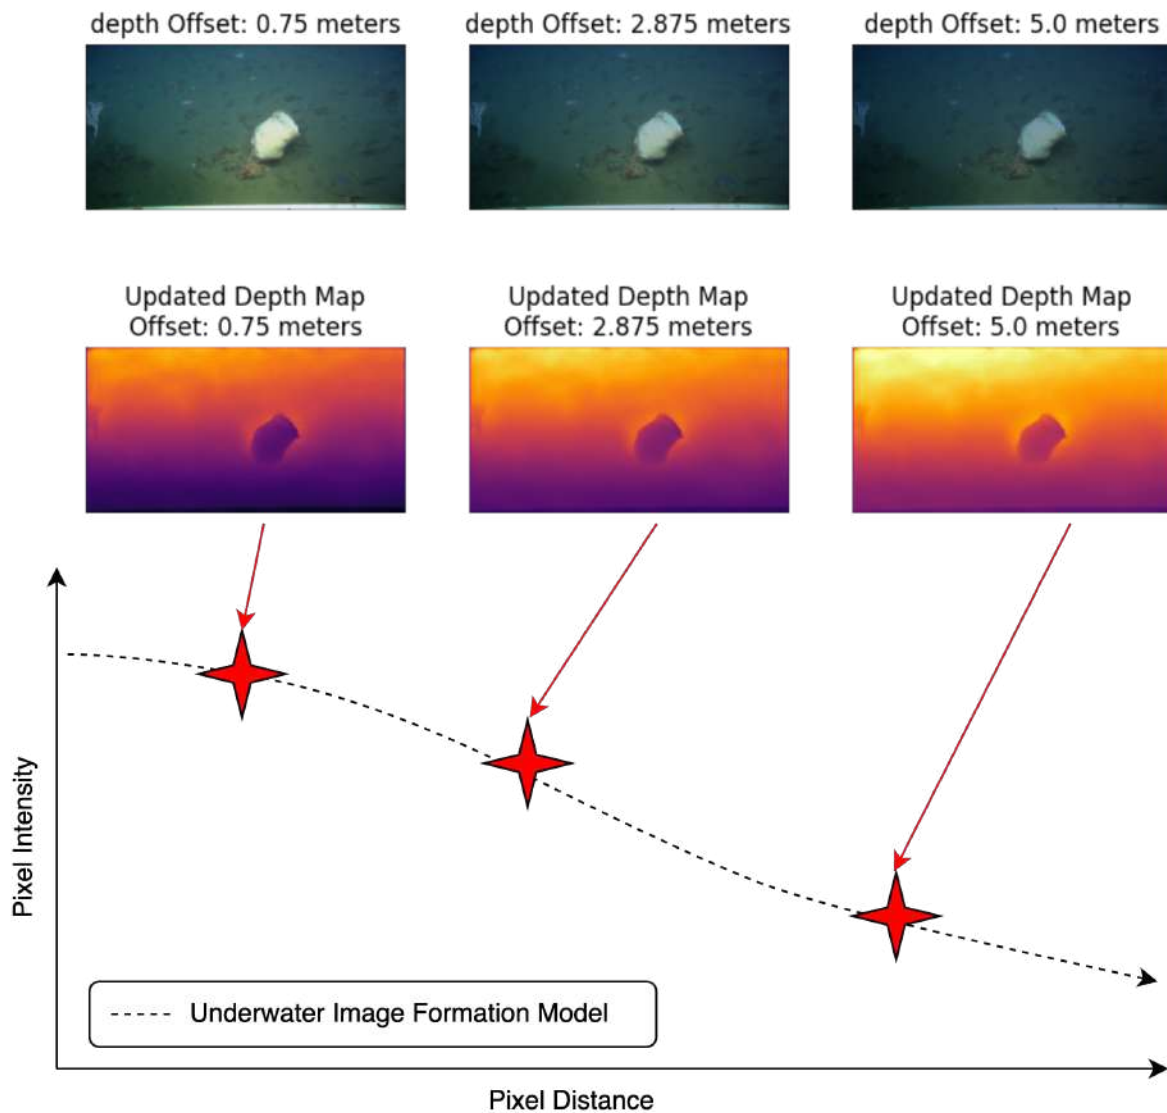 depth Offset: 0.75 meters
depth Offset: 2.875 meters
depth Offset: 5.0 meters
Updated Depth Map
Offset: 0.75 meters
Updated Depth Map
Offset: 2.875 meters
Updated Depth Map
Offset: 5.0 meters
Pixel Intensity
Underwater Image Formation Model
Pixel Distance